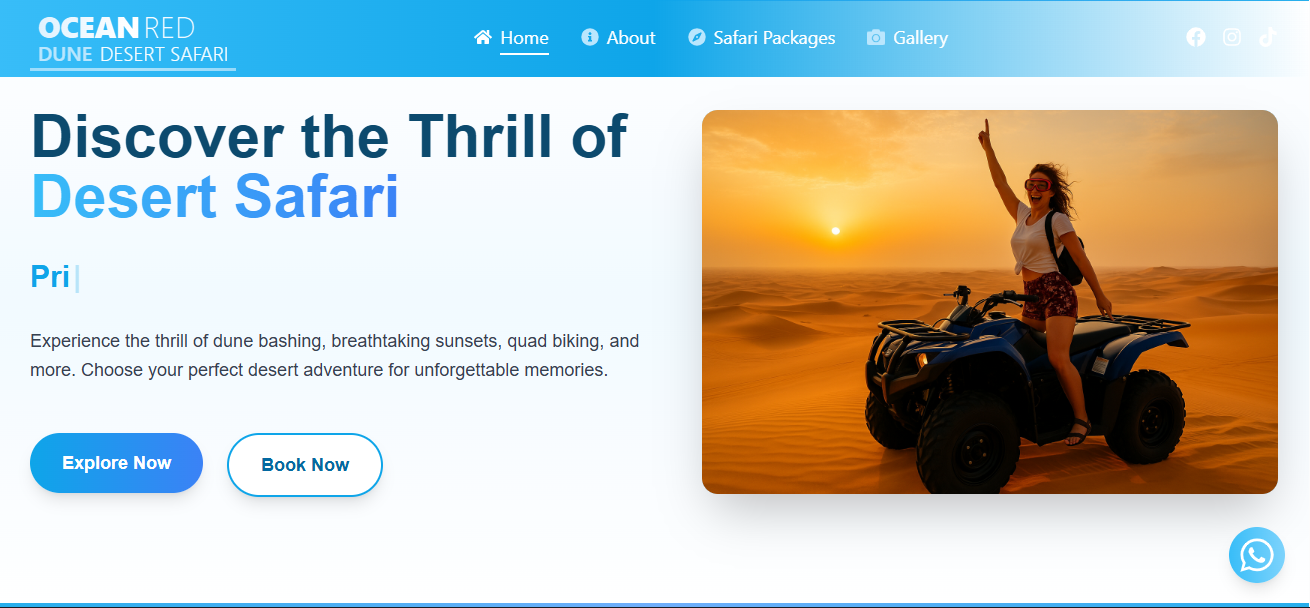 OCEAN RED
DUNE DESERT SAFARI
Home
About
Safari Packages
Gallery
Discover the Thrill of
Desert Safari
Pri
Experience the thrill of dune bashing, breathtaking sunsets, quad biking, and
more. Choose your perfect desert adventure for unforgettable memories.
Explore Now
Book Now